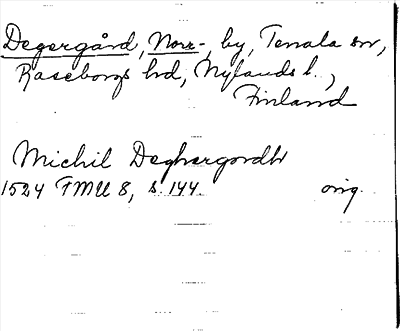 Degergård, Norr-, by, Tenala sn,
Raseborgs hd, Nylands l.,
Finland
Michil Deghergordh
1524 FMU 8, s. 144. orig.